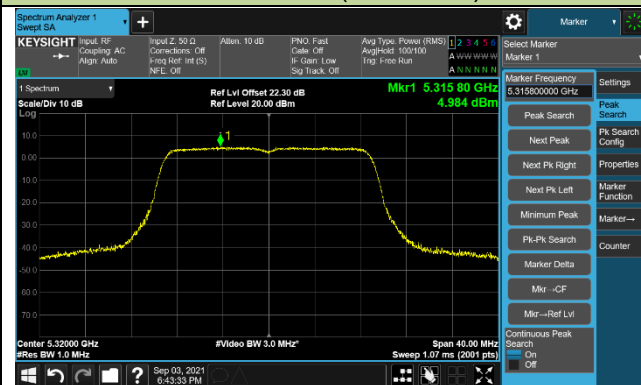 Spectrum Analyzer 1
Swept SA
Marker
KEYSIGHT
Input: RF
Coupling: AC
Align: Auto
Input Z: 50 Ω
Corrections: Off
Freq Ref: Int (S)
NFE: Off
Atten: 10 dB
PNO: Fast
Gate: Off
IF Gain: Low
Sig Track: Off
Avg Type: Power (RMS)
Avg|Hold: 100/100
Trig: Free Run
1 2 3 4 5 6
A W W W W W
A N N N N N
Select Marker
Marker 1
1 Spectrum
Scale/Div 10 dB
Log
Ref Lvl Offset 22.30 dB
Ref Level 20.00 dBm
Mkr1 5.315 80 GHz
4.984 dBm
1
10.0
0.00
10.0
20.0
30.0
40.0
-50.0
60.0
70.0
Center 5.32000 GHz
#Res BW 1.0 MHz
#Video BW 3.0 MHz*
Span 40.00 MHz
Sweep 1.07 ms (2001 pts)
Marker Frequency
5.315800000 GHz
Peak Search
Next Peak
Next Pk Right
Next Pk Left
Minimum Peak
Pk-Pk Search
Marker Delta
Mkr→CF
Mkr→Ref Lvl
Continuous Peak
Search
On
Off
Settings
Peak
Search
Pk Search
Config
Properties
Marker
Function
Marker→
Counter
Sep 03, 2021
6:43:33 PM